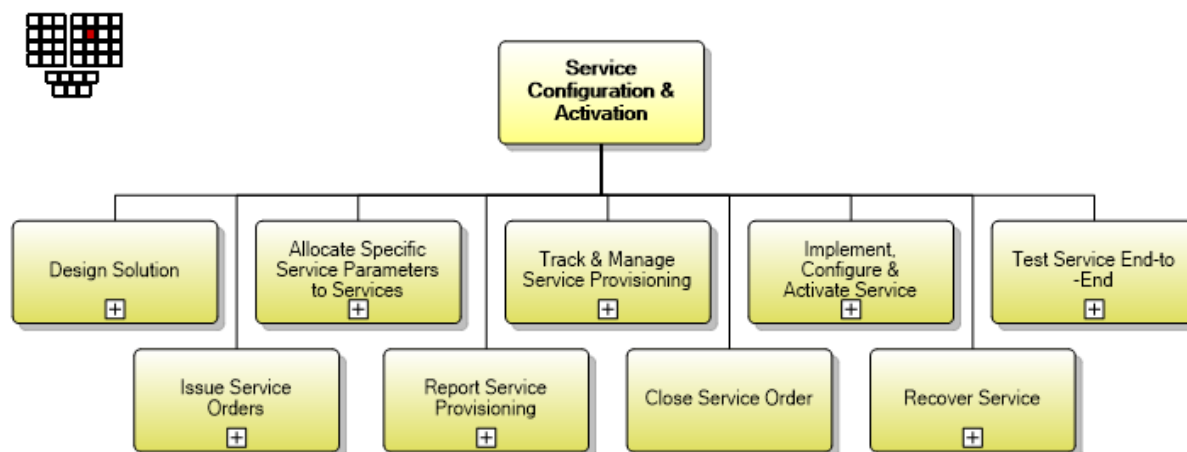 Service
Configuration &
Activation
Design Solution
Allocate Specific
Service Parameters
to Services
Track & Manage
Service Provisioning
Implement,
Configure &
Activate Service
Test Service End-to
-End
Issue Service
Orders
Report Service
Provisioning
Close Service Order
Recover Service